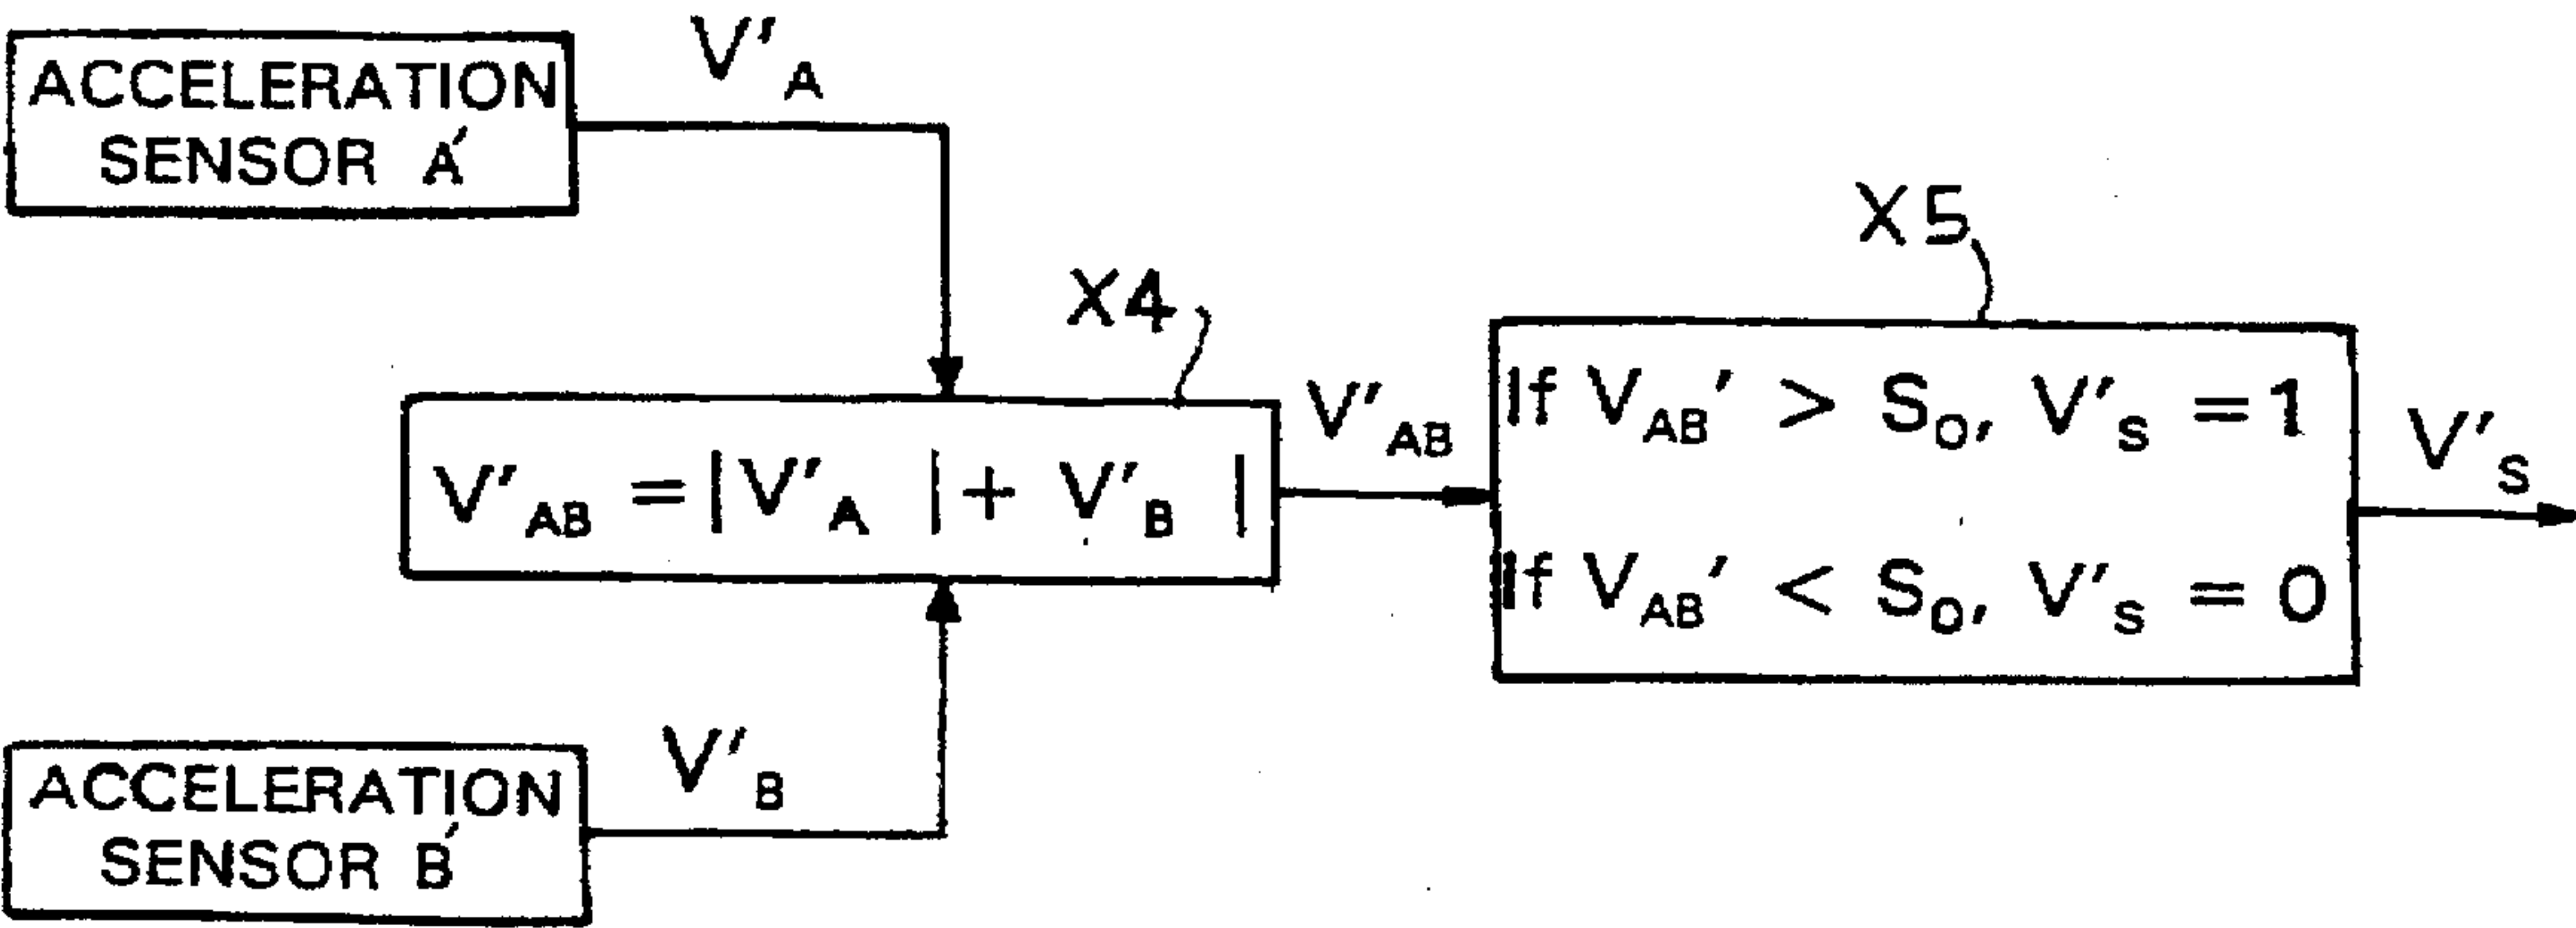 ACCELERATION
SENSOR A'
V'A
X4
V'AB = |V'A | + V'B |
V'AB
X5
If VAB' > S0, V'S = 1
If VAB' < S0, V'S = 0
V'S
ACCELERATION
SENSOR B'
V'B